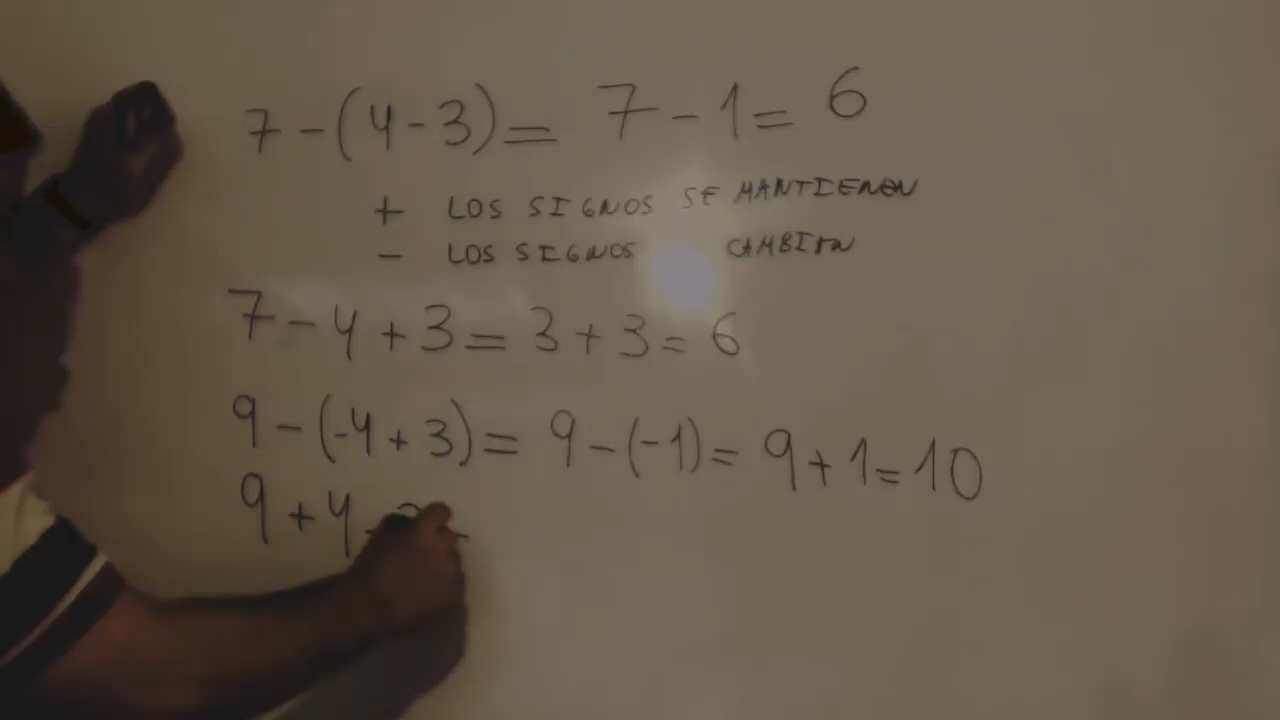 7 - (4 - 3) = 7 - 1 = 6
+ LOS SIGNOS SE MANTIENEN
- LOS SIGNOS CAMBIAN
7 - 4 + 3 = 3 + 3 = 6
9 - (-4 + 3) = 9 - (-1) = 9 + 1 = 10
9 + 4 -